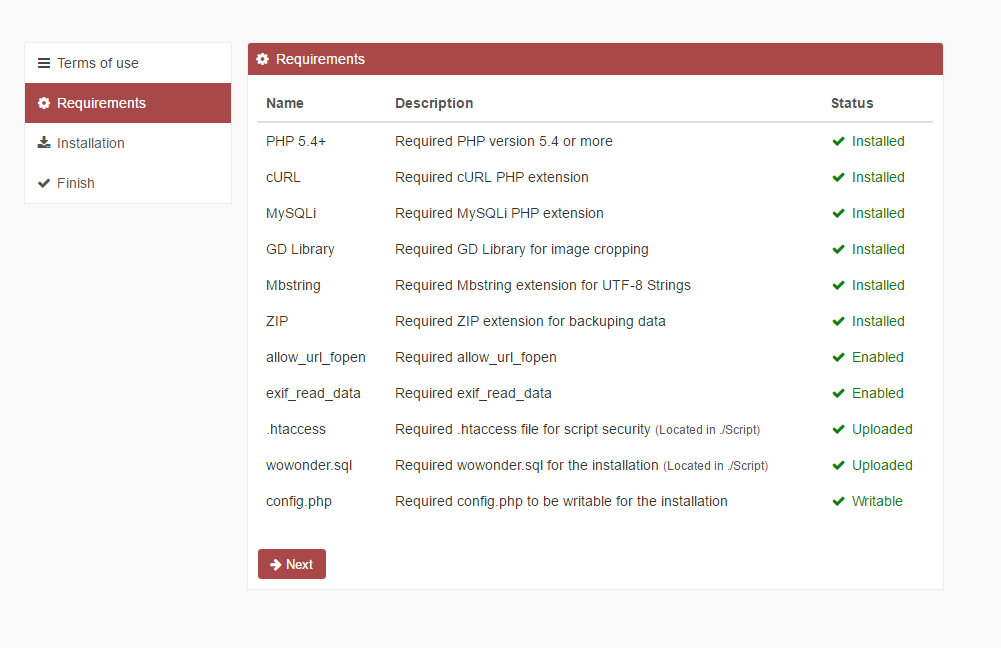 Terms of use
Requirements
Installation
Finish
Requirements
Name Description Status
PHP 5.4+ Required PHP version 5.4 or more Installed
cURL Required cURL PHP extension Installed
MySQLi Required MySQLi PHP extension Installed
GD Library Required GD Library for image cropping Installed
Mbstring Required Mbstring extension for UTF-8 Strings Installed
ZIP Required ZIP extension for backuping data Installed
allow_url_fopen Required allow_url_fopen Enabled
exif_read_data Required exif_read_data Enabled
.htaccess Required .htaccess file for script security (Located in ./Script) Uploaded
wowonder.sql Required wowonder.sql for the installation (Located in ./Script) Uploaded
config.php Required config.php to be writable for the installation Writable
Next